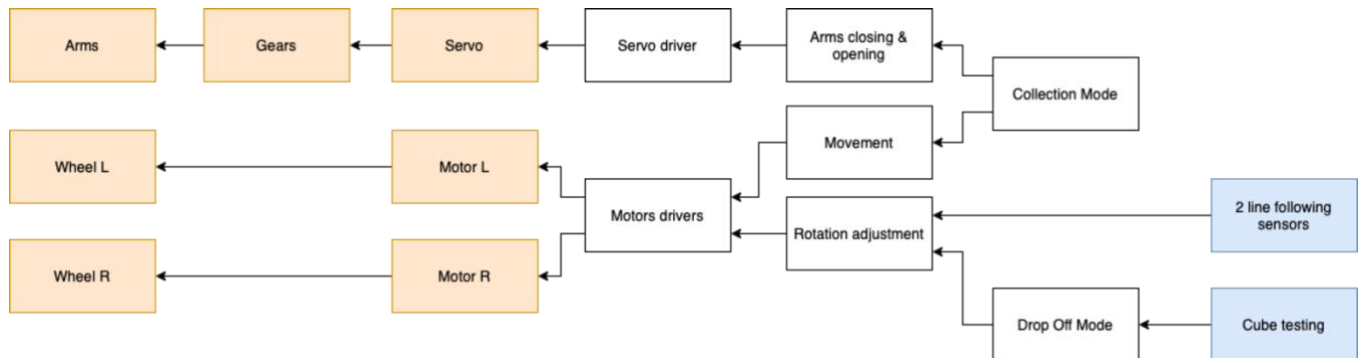 Arms
Gears
Servo
Servo driver
Arms closing &
opening
Collection Mode
Movement
Wheel L
Motor L
Motors drivers
2 line following
sensors
Rotation adjustment
Wheel R
Motor R
Drop Off Mode
Cube testing